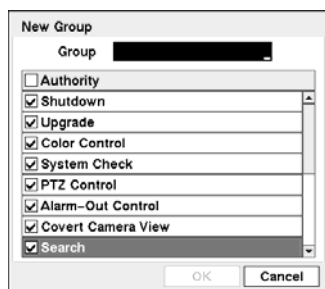 New Group
Group
Authority
Shutdown
Upgrade
Color Control
System Check
PTZ Control
Alarm-Out Control
Covert Camera View
Search
OK Cancel